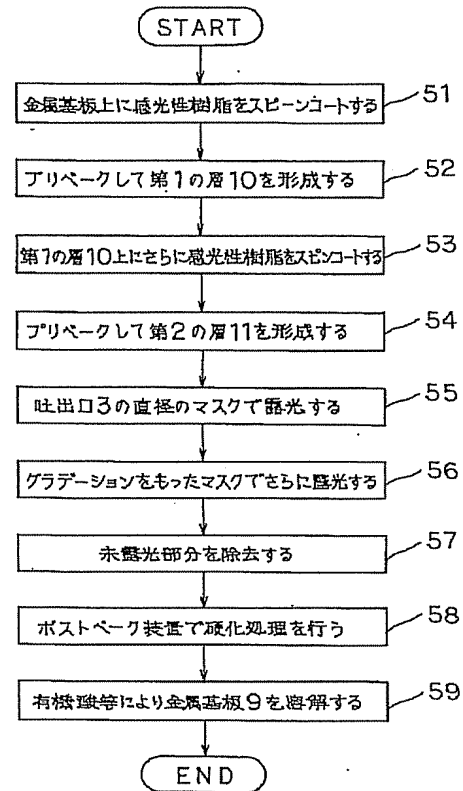 START
金属基板上に感光性樹脂をスピーンコートする 51
プリベークして第1の層10を形成する 52
第1の層10上にさらに感光性樹脂をスピンコートする 53
プリベークして第2の層11を形成する 54
吐出口3の直径のマスクで露光する 55
グラデーションをもったマスクでさらに露光する 56
未露光部分を除去する 57
ポストベーク装置で硬化処理を行う 58
有機酸等により金属基板9を溶解する 59
END